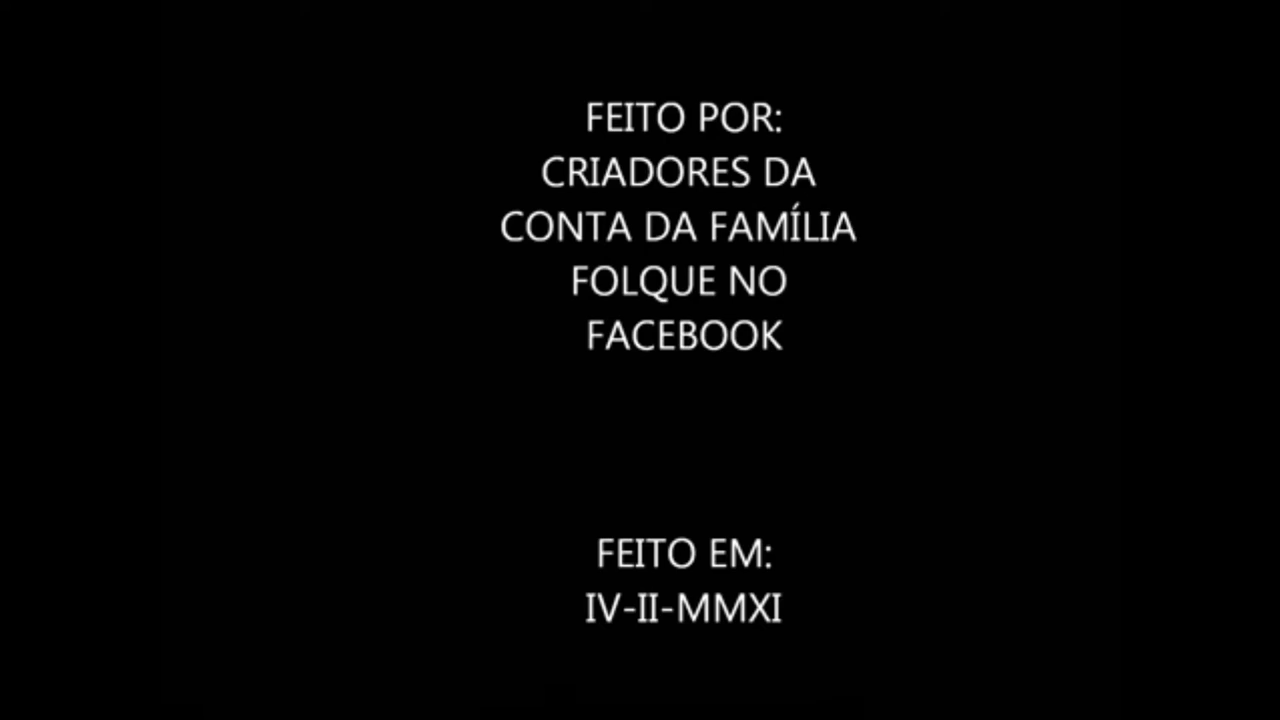 FEITO POR:
CRIADORES DA
CONTA DA FAMÍLIA
FOLQUE NO
FACEBOOK
FEITO EM:
IV-II-MMXI